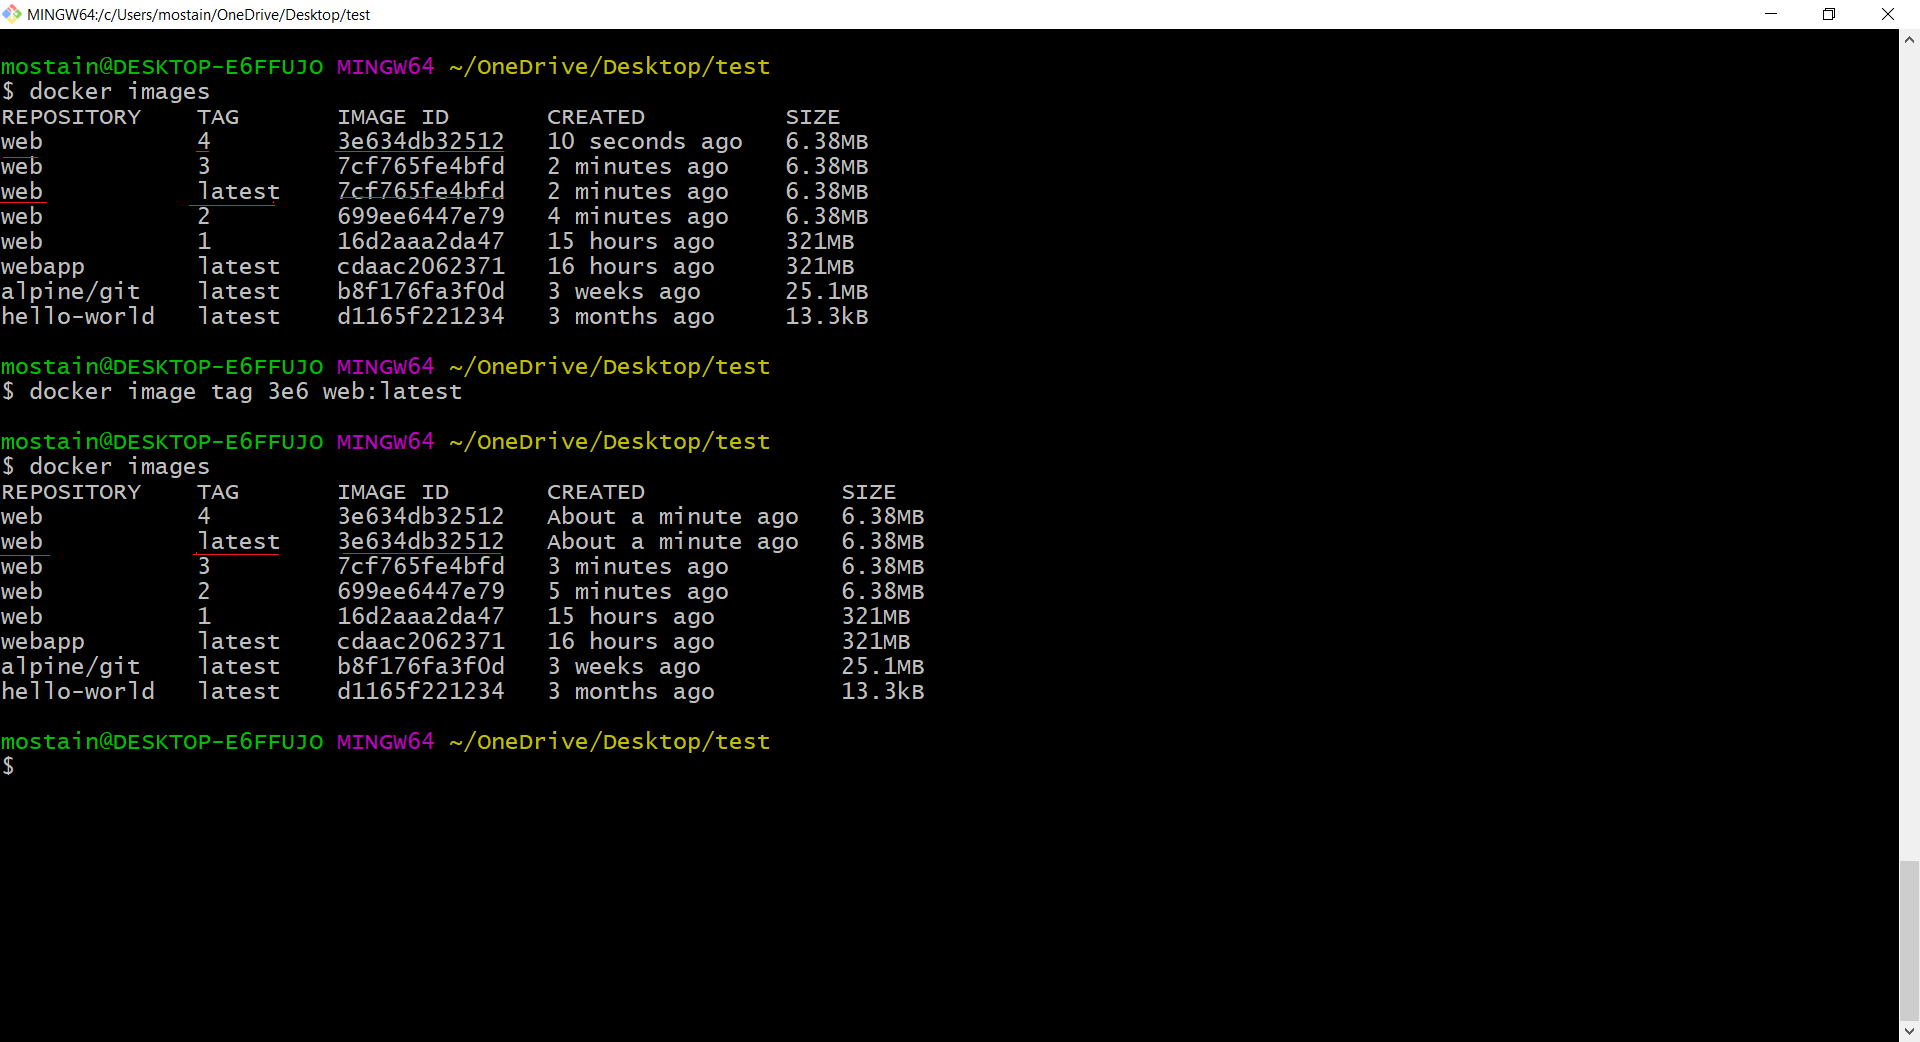 MINGW64:/c/Users/mostain/OneDrive/Desktop/test
mostain@DESKTOP-E6FFUJO MINGW64 ~/OneDrive/Desktop/test
$ docker images
REPOSITORY    TAG       IMAGE ID       CREATED          SIZE
web           4         3e634db32512   10 seconds ago   6.38MB
web           3         7cf765fe4bfd   2 minutes ago    6.38MB
web           latest    7cf765fe4bfd   2 minutes ago    6.38MB
web           2         699ee6447e79   4 minutes ago    6.38MB
web           1         16d2aaa2da47   15 hours ago     321MB
webapp        latest    cdaac2062371   16 hours ago     321MB
alpine/git    latest    b8f176fa3f0d   3 weeks ago      25.1MB
hello-world   latest    d1165f221234   3 months ago     13.3kB
mostain@DESKTOP-E6FFUJO MINGW64 ~/OneDrive/Desktop/test
$ docker image tag 3e6 web:latest
mostain@DESKTOP-E6FFUJO MINGW64 ~/OneDrive/Desktop/test
$ docker images
REPOSITORY    TAG       IMAGE ID       CREATED              SIZE
web           4         3e634db32512   About a minute ago   6.38MB
web           latest    3e634db32512   About a minute ago   6.38MB
web           3         7cf765fe4bfd   3 minutes ago        6.38MB
web           2         699ee6447e79   5 minutes ago        6.38MB
web           1         16d2aaa2da47   15 hours ago         321MB
webapp        latest    cdaac2062371   16 hours ago         321MB
alpine/git    latest    b8f176fa3f0d   3 weeks ago          25.1MB
hello-world   latest    d1165f221234   3 months ago         13.3kB
mostain@DESKTOP-E6FFUJO MINGW64 ~/OneDrive/Desktop/test
$